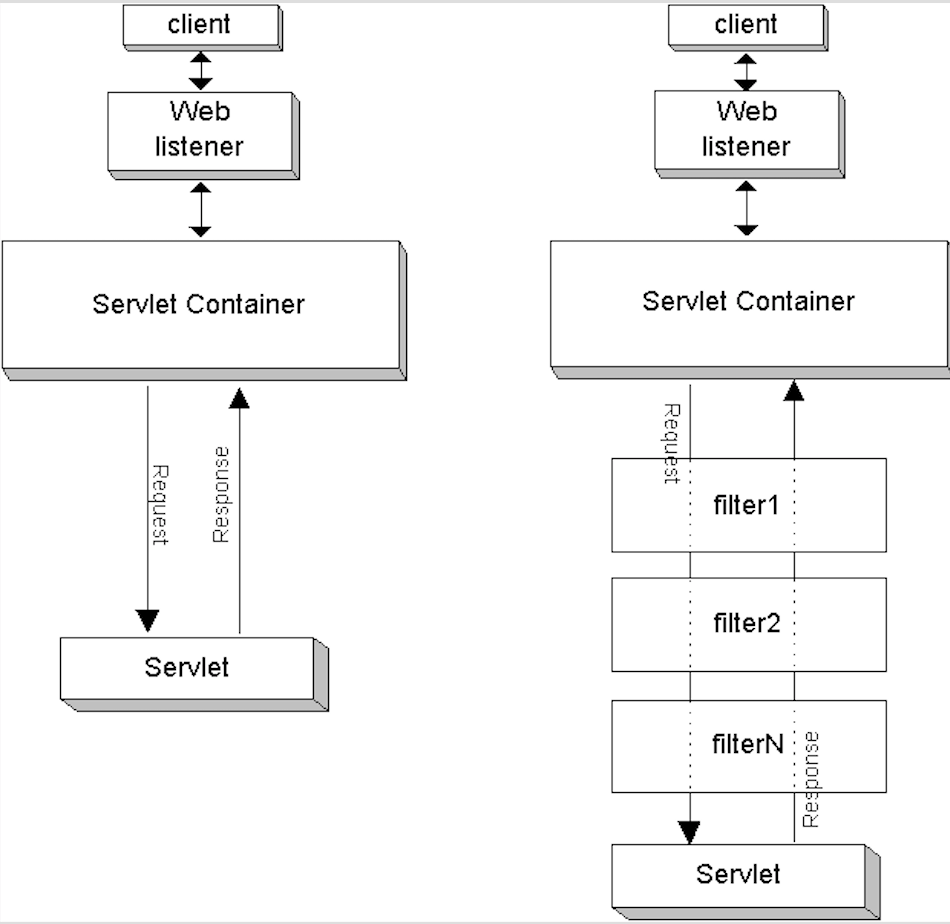 client
Web
listener
Servlet Container
Request
Response
Servlet
client
Web
listener
Servlet Container
Request
filter1
filter2
filterN
Response
Servlet